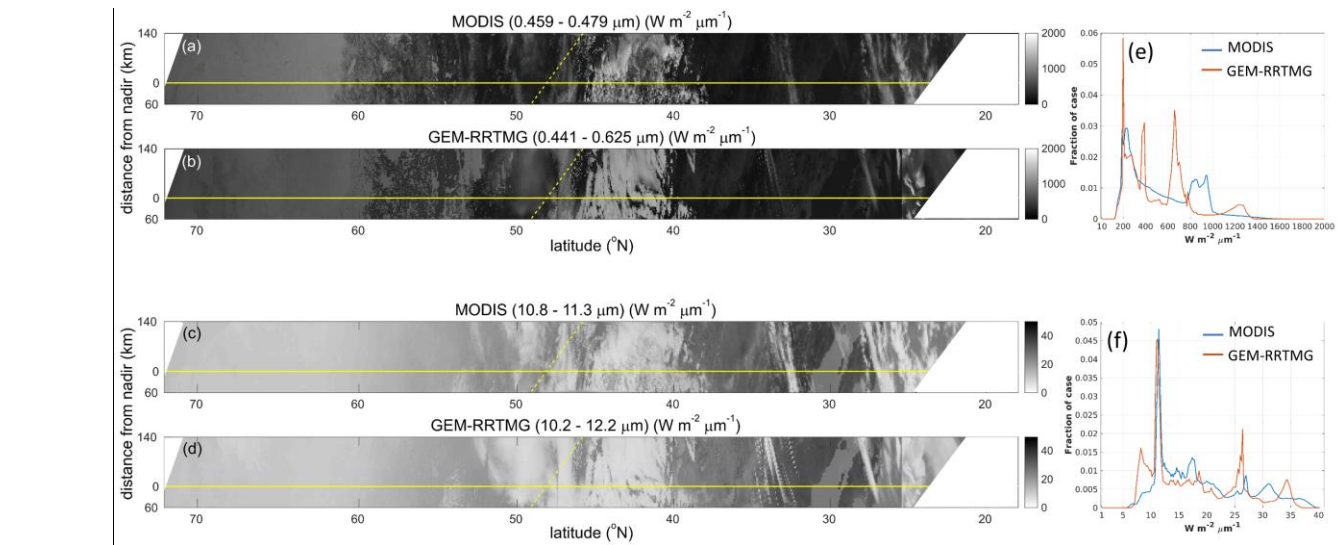 MODIS (0.459 - 0.479 μm) (W m⁻² μm⁻¹)
140
0
60
(a)
2000
1000
0
70
60
50
40
30
20
distance from nadir (km)
GEM-RRTMG (0.441 - 0.625 μm) (W m⁻² μm⁻¹)
140
0
60
(b)
2000
1000
0
70
60
50
40
30
20
latitude (°N)
(e)
MODIS
GEM-RRTMG
Fraction of case
0.06
0.05
0.04
0.03
0.02
0.01
0
10 200 400 600 800 1000 1200 1400 1600 1800 2000
W m⁻² μm⁻¹
MODIS (10.8 - 11.3 μm) (W m⁻² μm⁻¹)
140
0
60
(c)
40
20
0
70
60
50
40
30
20
distance from nadir (km)
GEM-RRTMG (10.2 - 12.2 μm) (W m⁻² μm⁻¹)
140
0
60
(d)
40
20
0
70
60
50
40
30
20
latitude (°N)
(f)
MODIS
GEM-RRTMG
Fraction of case
0.05
0.045
0.04
0.035
0.03
0.025
0.02
0.015
0.01
0.005
0
1 5 10 15 20 25 30 35 40
W m⁻² μm⁻¹